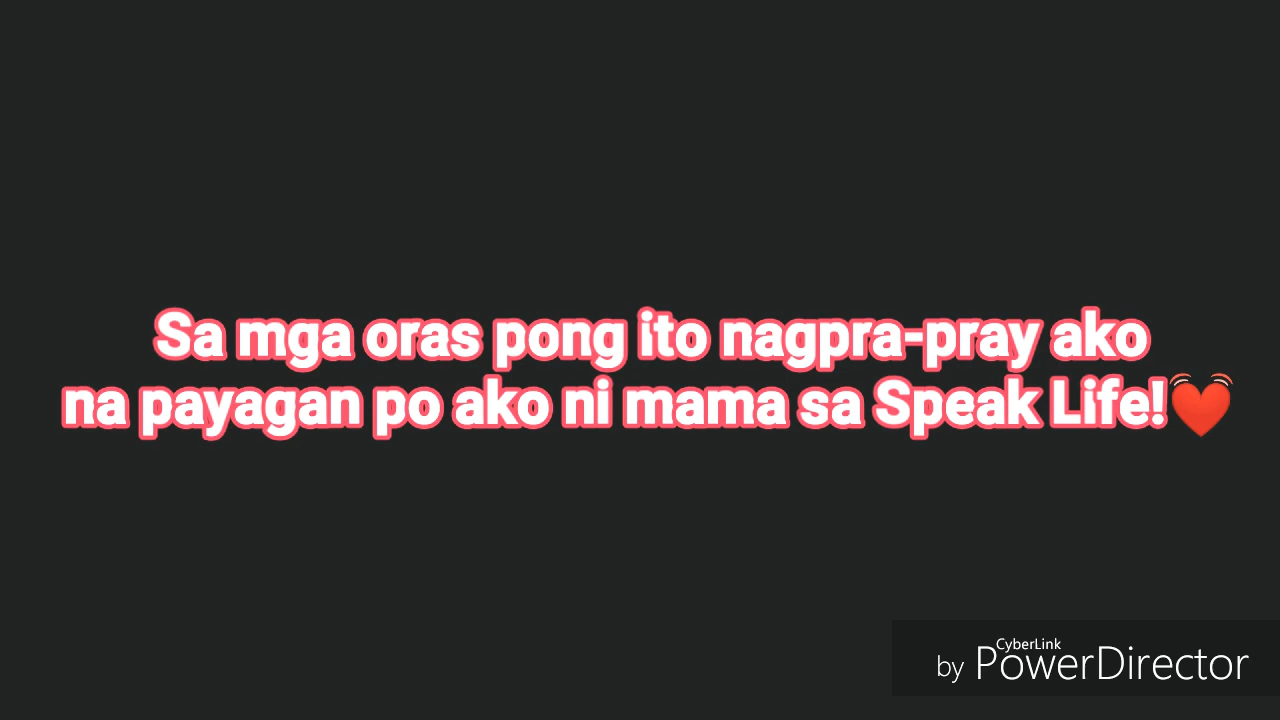 Sa mga oras pong ito nagpra-pray ako
na payagan po ako ni mama sa Speak Life!💓
CyberLink
by PowerDirector